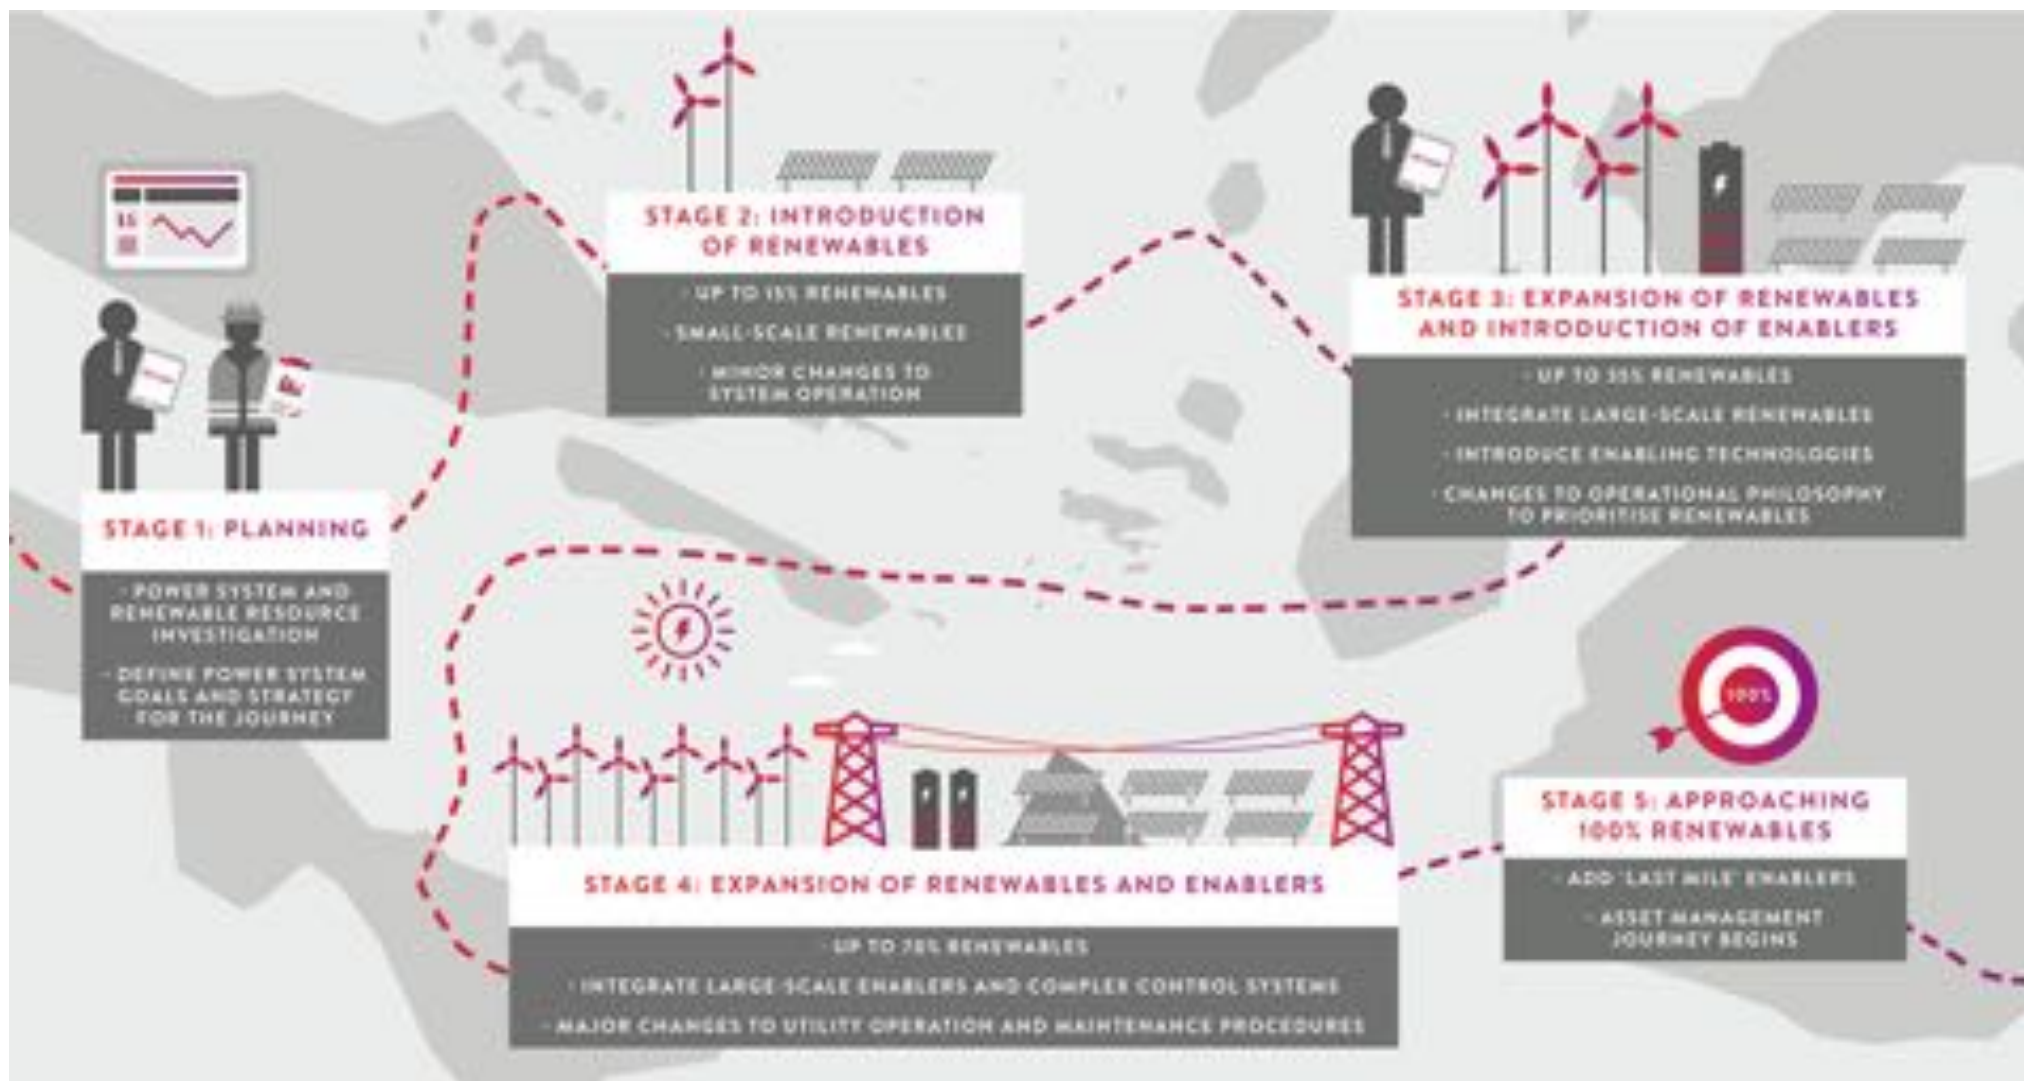 STAGE 1: PLANNING
· POWER SYSTEM AND
RENEWABLE RESOURCE
INVESTIGATION
· DEFINE POWER SYSTEM
GOALS AND STRATEGY
FOR THE JOURNEY
STAGE 2: INTRODUCTION
OF RENEWABLES
· UP TO 15% RENEWABLES
· SMALL-SCALE RENEWABLES
· MINOR CHANGES TO
SYSTEM OPERATION
STAGE 3: EXPANSION OF RENEWABLES
AND INTRODUCTION OF ENABLERS
· UP TO 35% RENEWABLES
· INTEGRATE LARGE-SCALE RENEWABLES
· INTRODUCE ENABLING TECHNOLOGIES
· CHANGES TO OPERATIONAL PHILOSOPHY
TO PRIORITISE RENEWABLES
STAGE 4: EXPANSION OF RENEWABLES AND ENABLERS
· UP TO 70% RENEWABLES
· INTEGRATE LARGE-SCALE ENABLERS AND COMPLEX CONTROL SYSTEMS
· MAJOR CHANGES TO UTILITY OPERATION AND MAINTENANCE PROCEDURES
100%
STAGE 5: APPROACHING
100% RENEWABLES
· ADD 'LAST MILE' ENABLERS
· ASSET MANAGEMENT
JOURNEY BEGINS